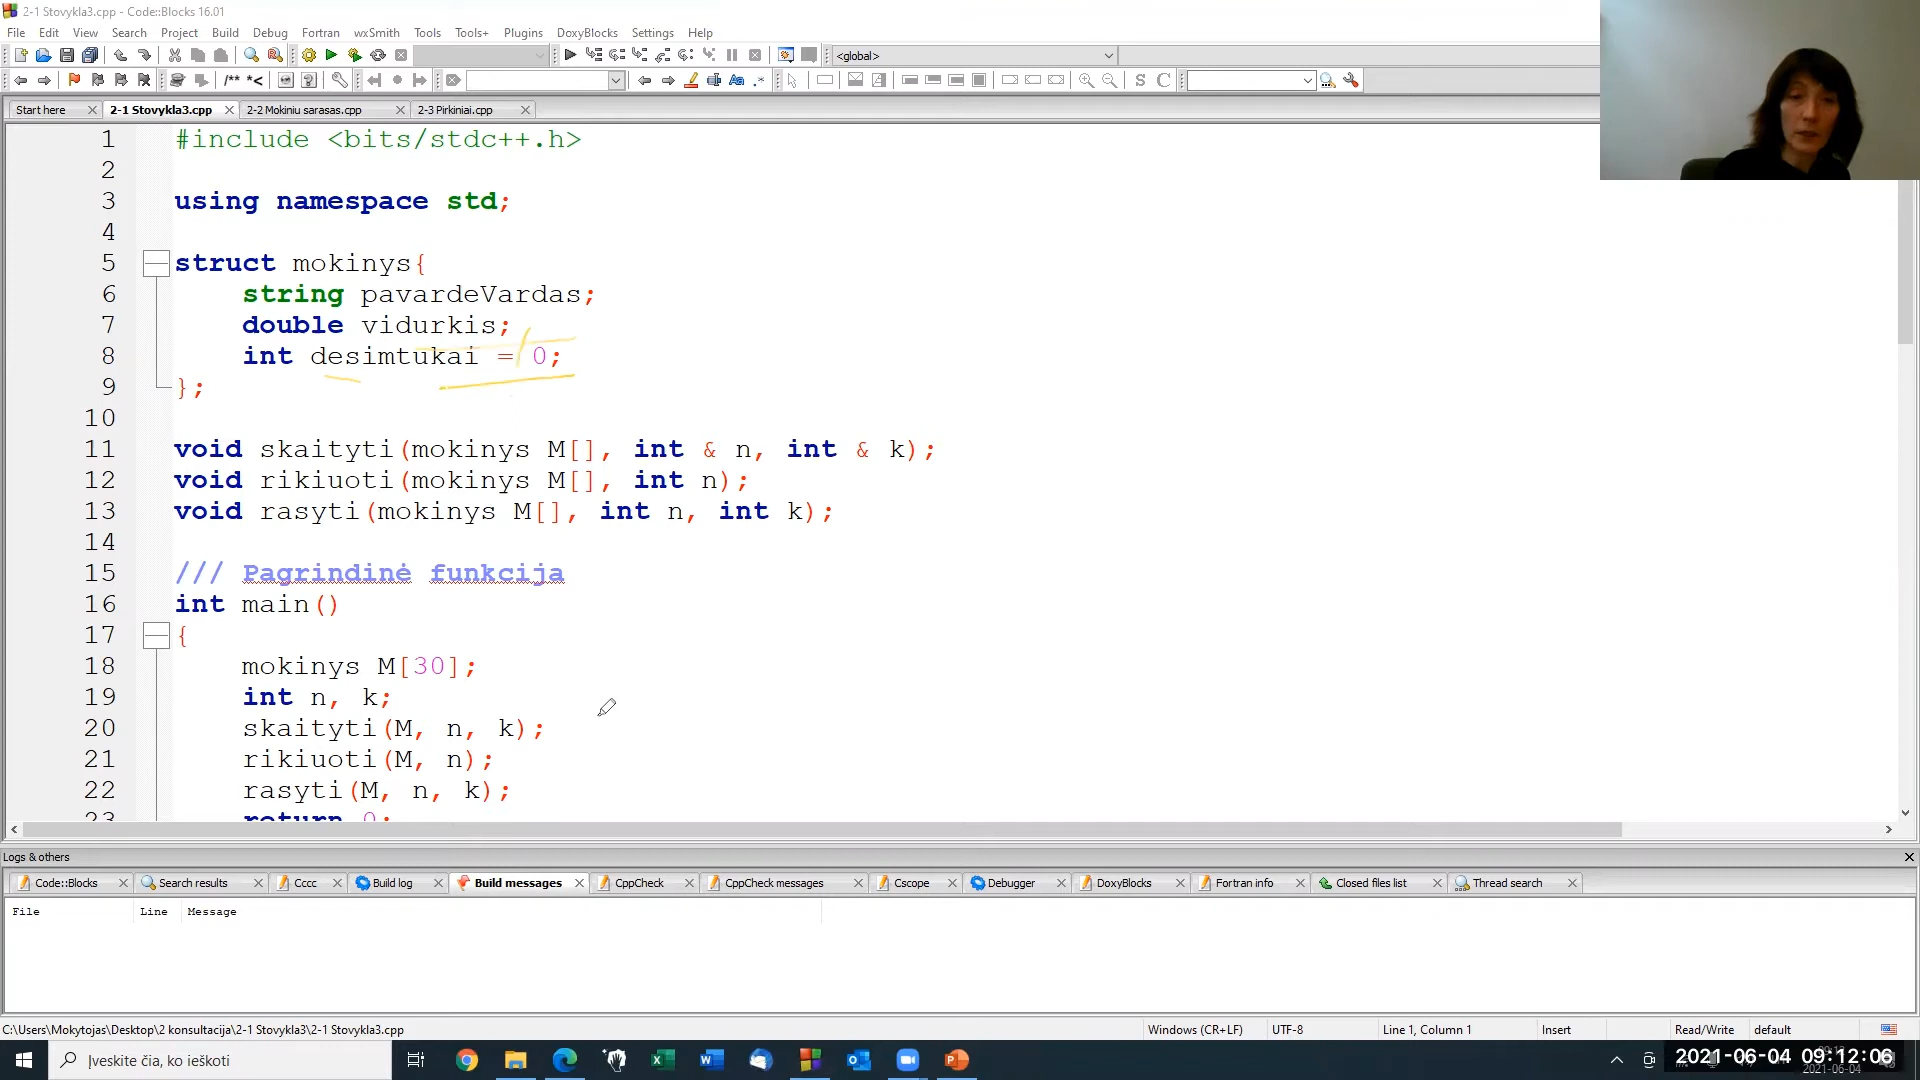 2-1 Stovykla3.cpp - Code::Blocks 16.01
File Edit View Search Project Build Debug Fortran wxSmith Tools Tools+ Plugins DoxyBlocks Settings Help
<global>
/** *<
S C
Start here 2-1 Stovykla3.cpp 2-2 Mokiniu sarasas.cpp 2-3 Pirkiniai.cpp
1 #include <bits/stdc++.h>
2
3 using namespace std;
4
5 struct mokinys{
6 string pavardeVardas;
7 double vidurkis;
8 int desimtukai = 0;
9 };
10
11 void skaityti(mokinys M[], int & n, int & k);
12 void rikiuoti(mokinys M[], int n);
13 void rasyti(mokinys M[], int n, int k);
14
15 /// Pagrindinė funkcija
16 int main()
17 {
18 mokinys M[30];
19 int n, k;
20 skaityti(M, n, k);
21 rikiuoti(M, n);
22 rasyti(M, n, k);
23 return 0;
Logs & others
Code::Blocks Search results Cccc Build log Build messages CppCheck CppCheck messages Cscope Debugger DoxyBlocks Fortran info Closed files list Thread search
File Line Message
C:\Users\Mokytojas\Desktop\2 konsultacija\2-1 Stovykla3\2-1 Stovykla3.cpp Windows (CR+LF) UTF-8 Line 1, Column 1 Insert Read/Write default
Įveskite čia, ko ieškoti
2021-06-04 09:12:06
2021-06-04